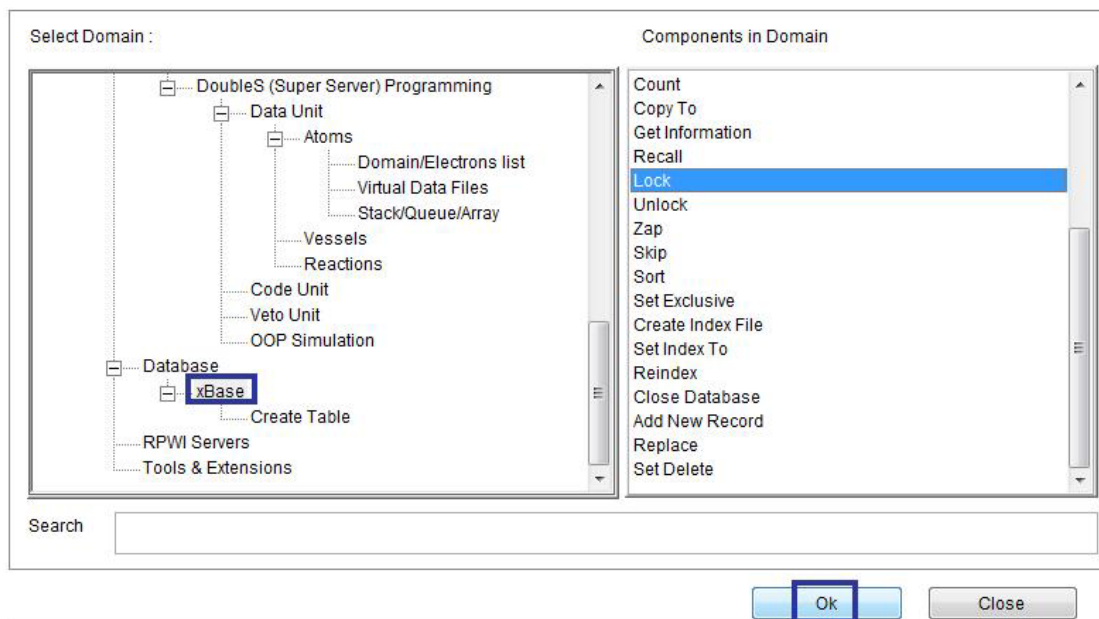 Select Domain :
Components in Domain
DoubleS (Super Server) Programming
Data Unit
Atoms
Domain/Electrons list
Virtual Data Files
Stack/Queue/Array
Vessels
Reactions
Code Unit
Veto Unit
OOP Simulation
Database
xBase
Create Table
RPWI Servers
Tools & Extensions
Count
Copy To
Get Information
Recall
Lock
Unlock
Zap
Skip
Sort
Set Exclusive
Create Index File
Set Index To
Reindex
Close Database
Add New Record
Replace
Set Delete
Search
Ok
Close